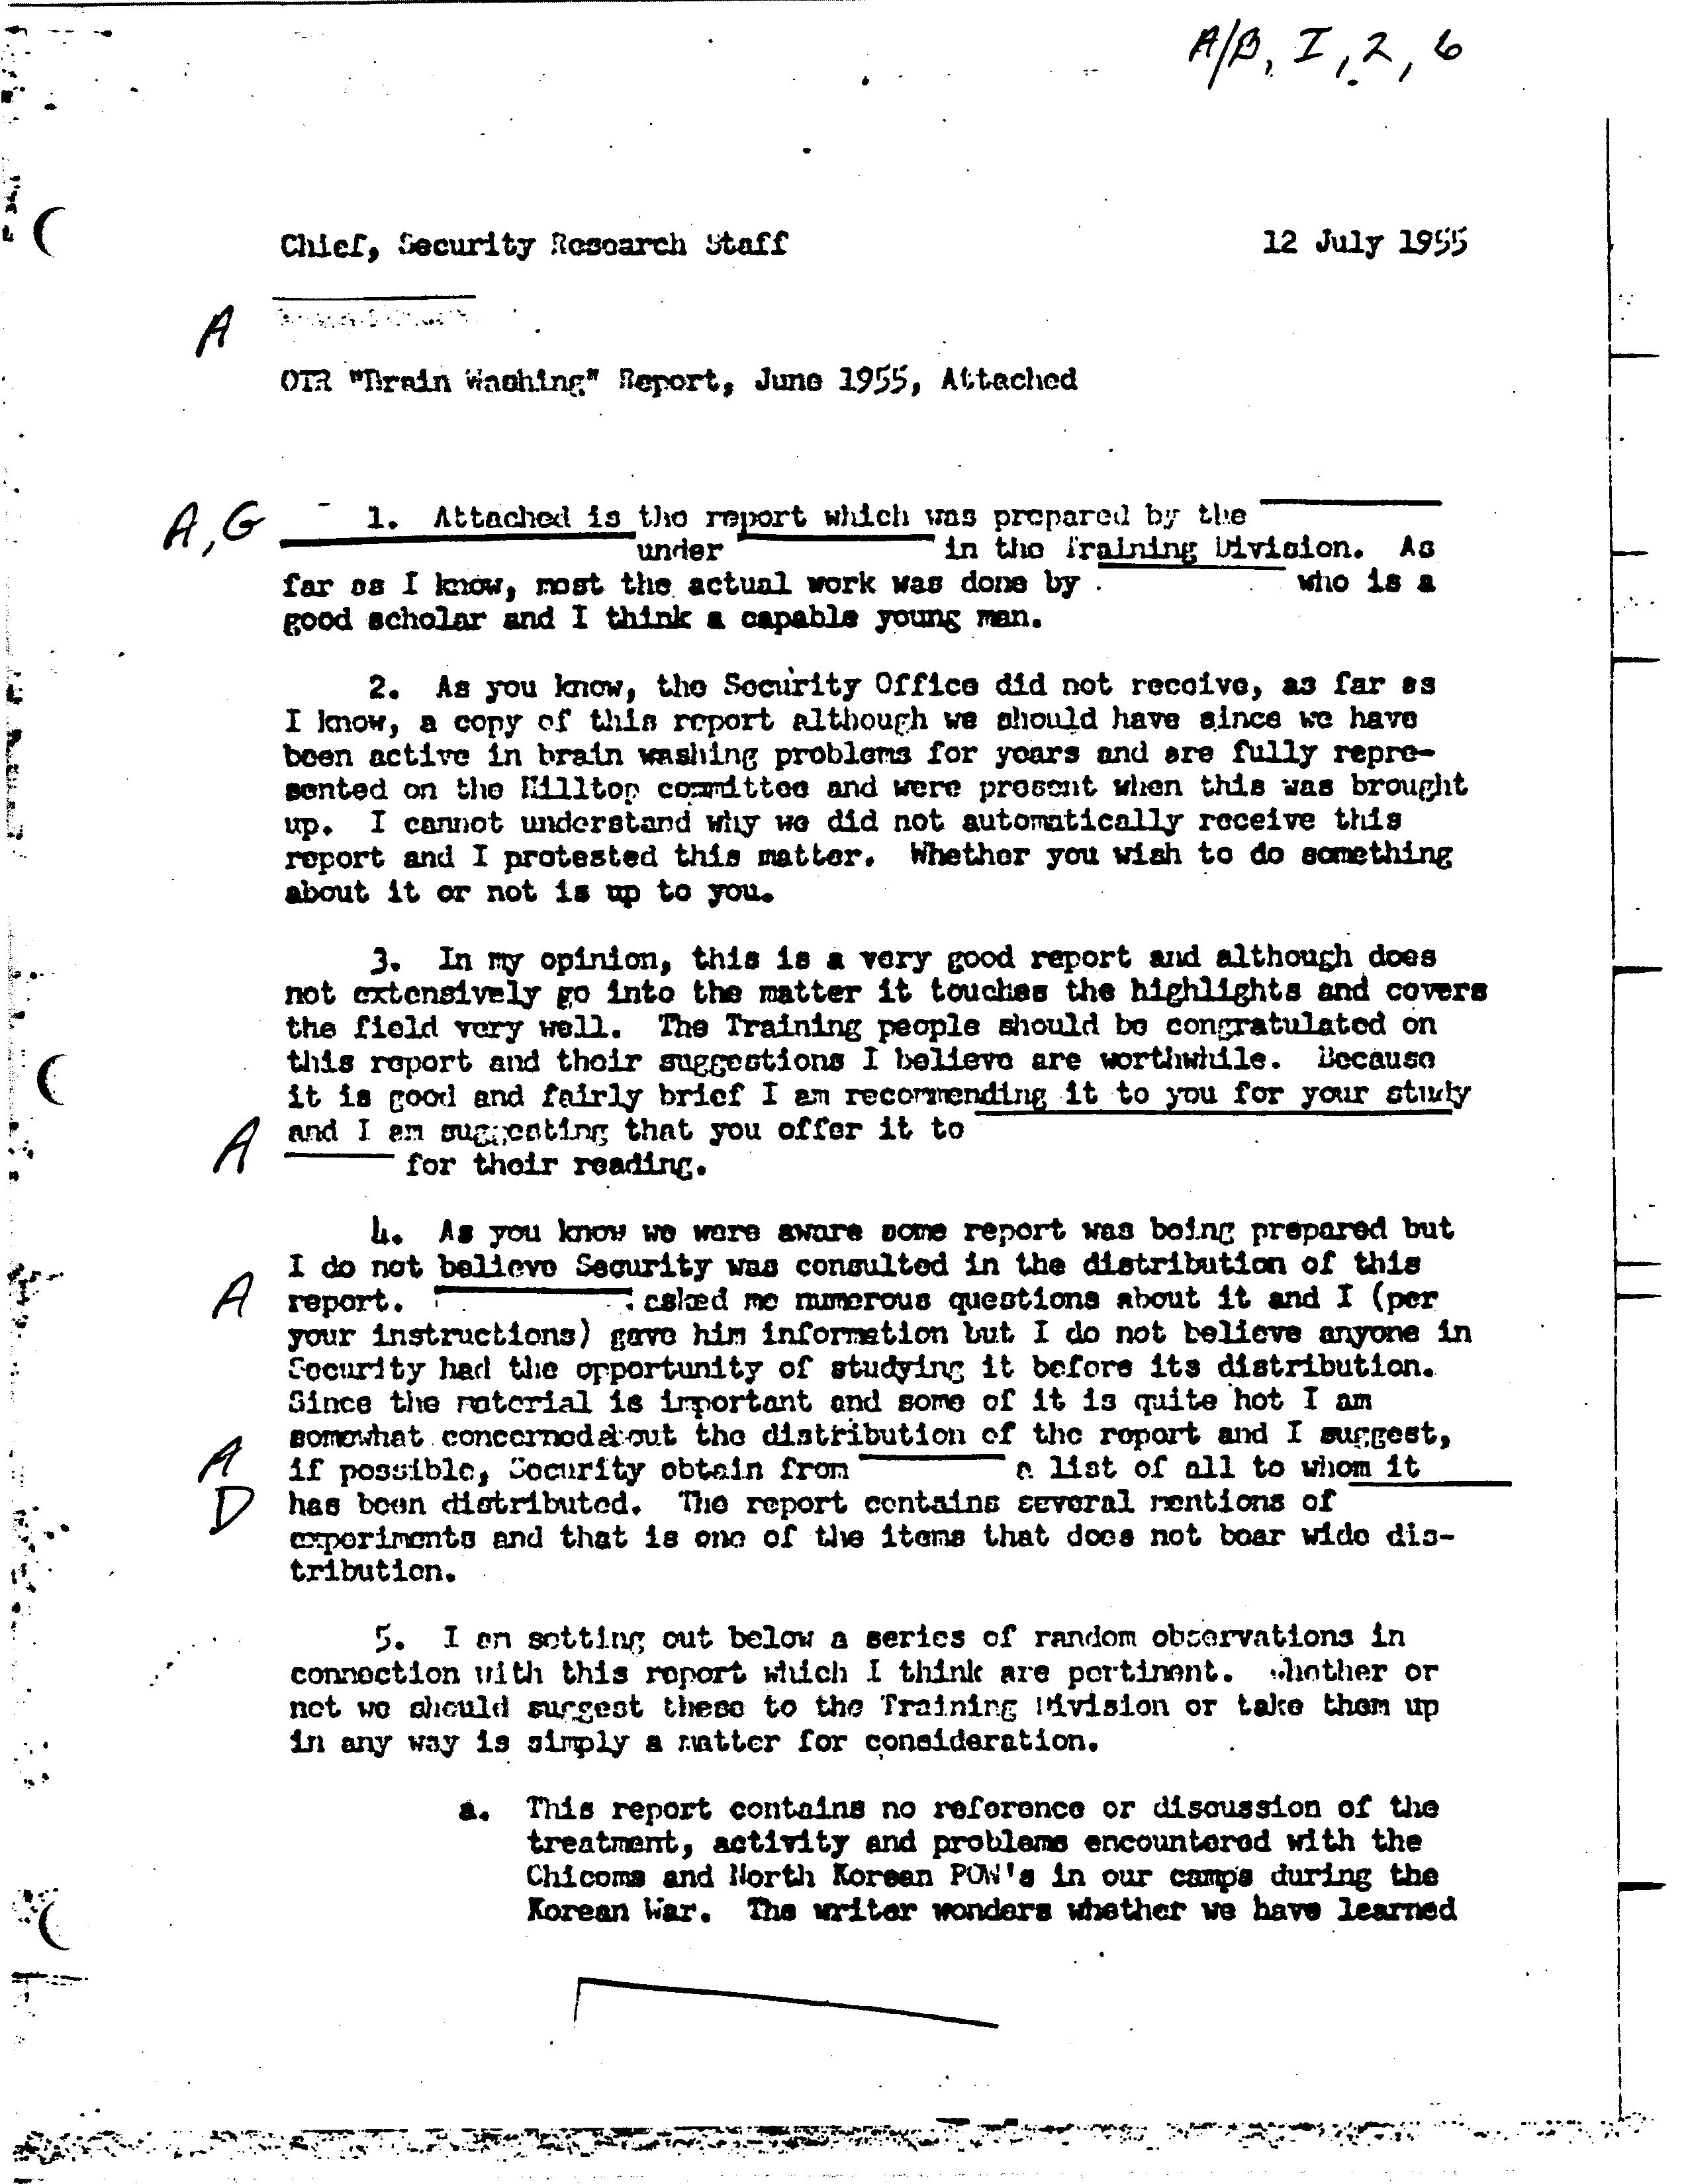 A/B, I, 2, 6
Chief, Security Research Staff 12 July 1955
A
OTR "Brain Washing" Report, June 1955, Attached
A, G
1. Attached is the report which was prepared by the
under in the Training Division. As
far as I know, most the actual work was done by who is a
good scholar and I think a capable young man.
2. As you know, the Security Office did not receive, as far as
I know, a copy of this report although we should have since we have
been active in brain washing problems for years and are fully repre-
sented on the Hilltop committee and were present when this was brought
up. I cannot understand why we did not automatically receive this
report and I protested this matter. Whether you wish to do something
about it or not is up to you.
3. In my opinion, this is a very good report and although does
not extensively go into the matter it touches the highlights and covers
the field very well. The Training people should be congratulated on
this report and their suggestions I believe are worthwhile. Because
it is good and fairly brief I am recommending it to you for your study
A and I am suggesting that you offer it to
for their reading.
4. As you know we were aware some report was being prepared but
I do not believe Security was consulted in the distribution of this
A report. asked me numerous questions about it and I (per
your instructions) gave him information but I do not believe anyone in
Security had the opportunity of studying it before its distribution.
Since the material is important and some of it is quite hot I am
somewhat concerned about the distribution of the report and I suggest,
A if possible, Security obtain from a list of all to whom it
D has been distributed. The report contains several mentions of
experiments and that is one of the items that does not bear wide dis-
tribution.
5. I am setting out below a series of random observations in
connection with this report which I think are pertinent. Whether or
not we should suggest these to the Training Division or take them up
in any way is simply a matter for consideration.
a. This report contains no reference or discussion of the
treatment, activity and problems encountered with the
Chicoms and North Korean POW's in our camps during the
Korean War. The writer wonders whether we have learned